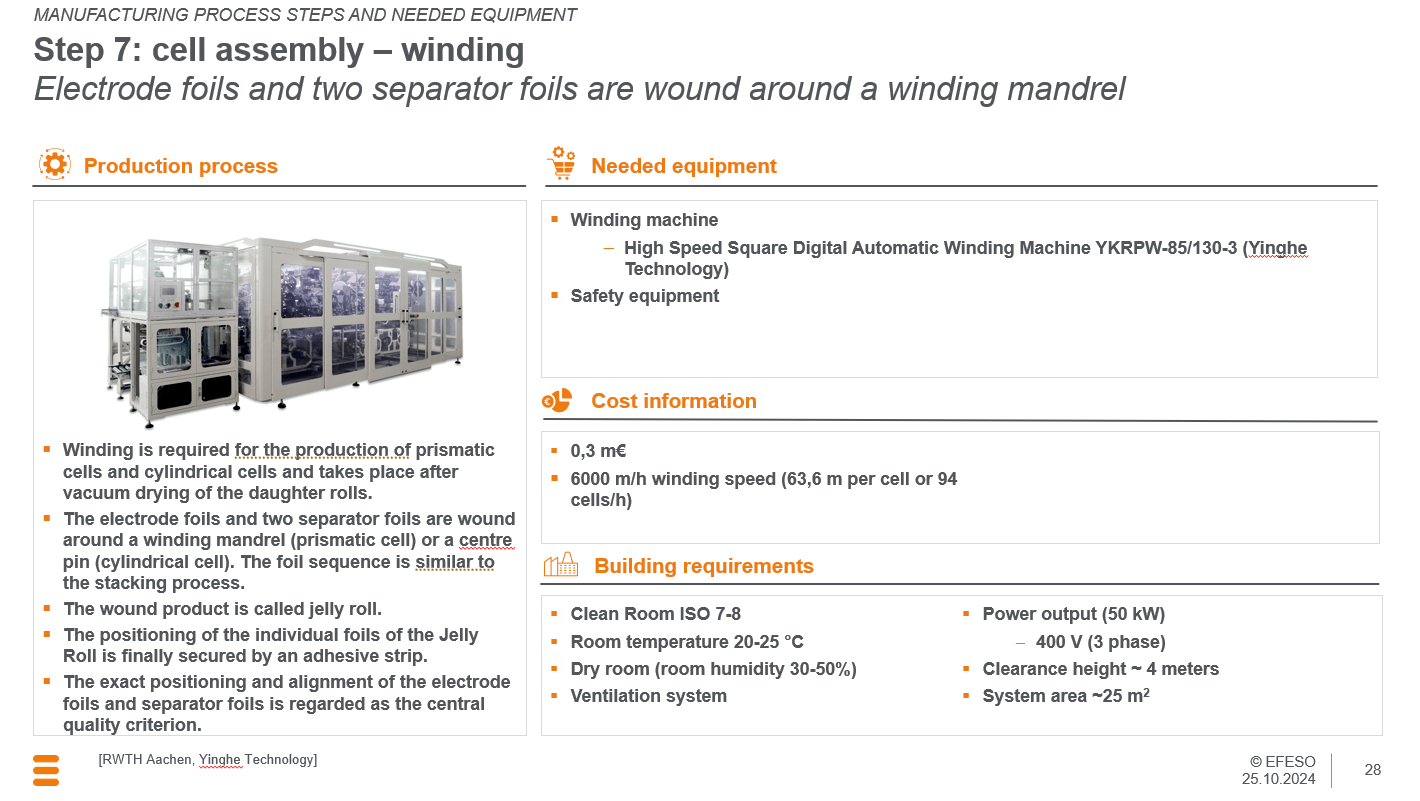 MANUFACTURING PROCESS STEPS AND NEEDED EQUIPMENT
Step 7: cell assembly – winding
Electrode foils and two separator foils are wound around a winding mandrel
Production process
Winding is required for the production of prismatic
cells and cylindrical cells and takes place after
vacuum drying of the daughter rolls.
The electrode foils and two separator foils are wound
around a winding mandrel (prismatic cell) or a centre
pin (cylindrical cell). The foil sequence is similar to
the stacking process.
The wound product is called jelly roll.
The positioning of the individual foils of the Jelly
Roll is finally secured by an adhesive strip.
The exact positioning and alignment of the electrode
foils and separator foils is regarded as the central
quality criterion.
Needed equipment
Winding machine
– High Speed Square Digital Automatic Winding Machine YKRPW-85/130-3 (Yinghe
Technology)
Safety equipment
Cost information
0,3 m€
6000 m/h winding speed (63,6 m per cell or 94
cells/h)
Building requirements
Clean Room ISO 7-8
Room temperature 20-25 °C
Dry room (room humidity 30-50%)
Ventilation system
Power output (50 kW)
– 400 V (3 phase)
Clearance height ~ 4 meters
System area ~25 m²
[RWTH Aachen, Yinghe Technology]
© EFESO
25.10.2024
28